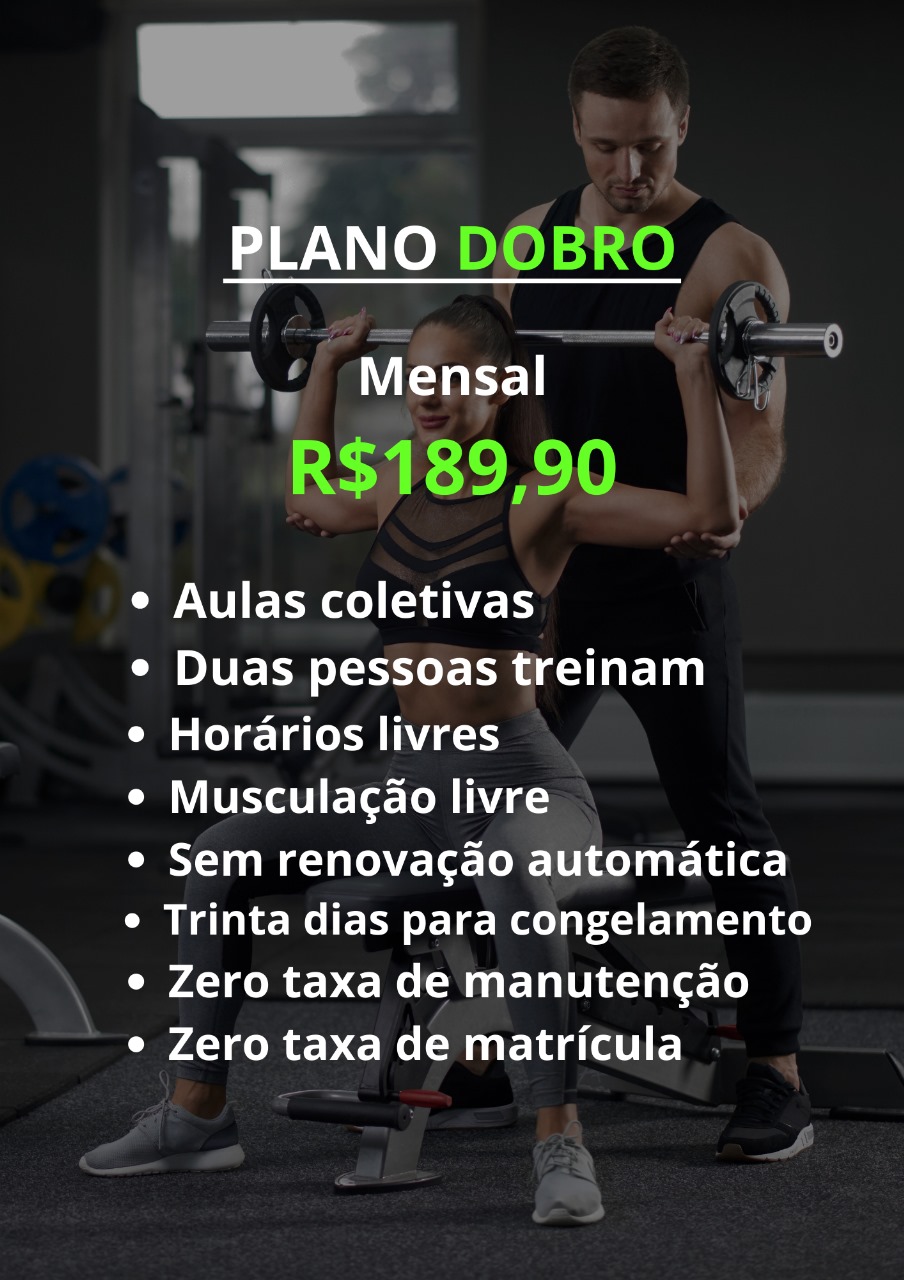 PLANO DOBRO
Mensal
R$189,90
• Aulas coletivas
• Duas pessoas treinam
• Horários livres
• Musculação livre
• Sem renovação automática
• Trinta dias para congelamento
• Zero taxa de manutenção
• Zero taxa de matrícula